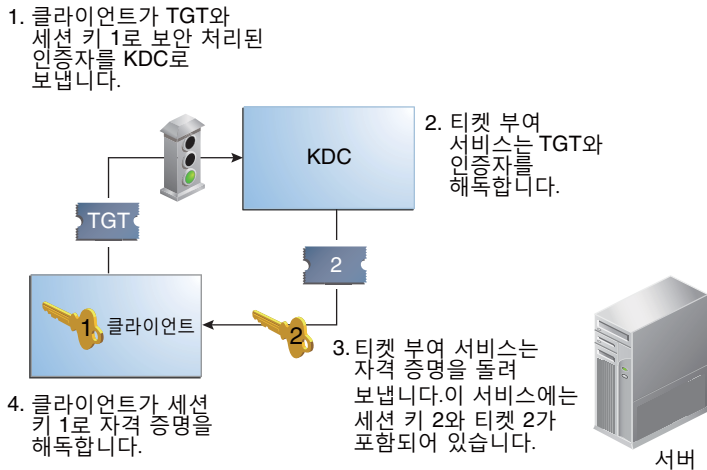 1. 클라이언트가 TGT와
세션 키 1로 보안 처리된
인증자를 KDC로
보냅니다.
KDC
2. 티켓 부여
서비스는 TGT와
인증자를
해독합니다.
TGT
2
1
클라이언트
2
3. 티켓 부여 서비스는
자격 증명을 돌려
보냅니다.이 서비스에는
세션 키 2와 티켓 2가
포함되어 있습니다.
4. 클라이언트가 세션
키 1로 자격 증명을
해독합니다.
서버